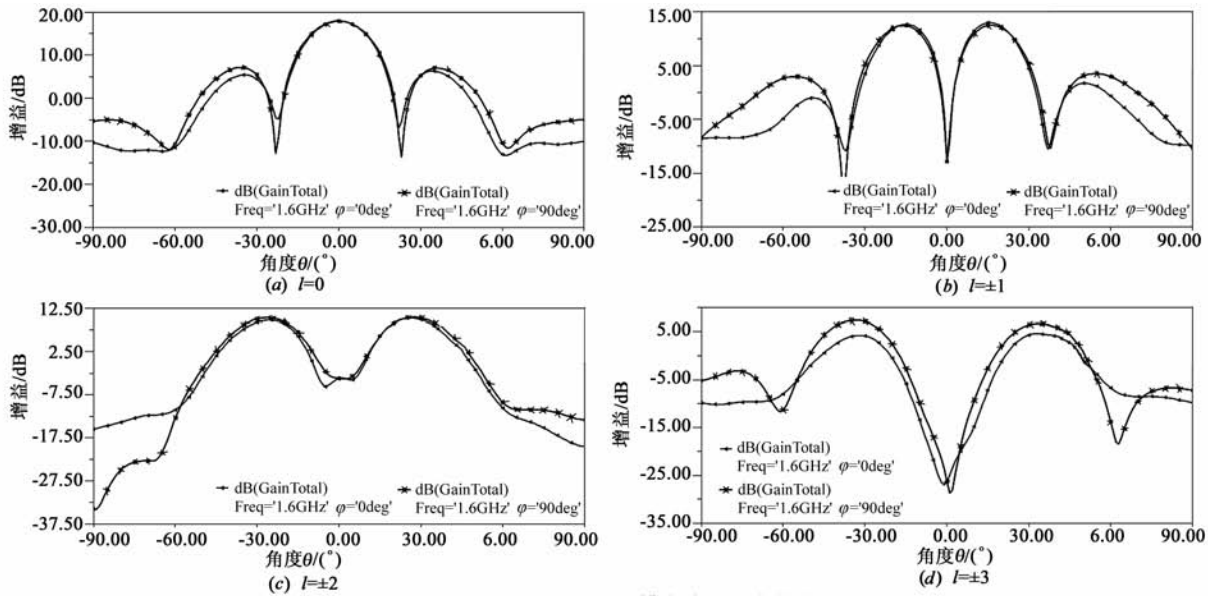 20.00
10.00
0.00
-10.00
-20.00
-30.00
增益/dB
dB(GainTotal)
Freq='1.6GHz' φ='0deg'
dB(GainTotal)
Freq='1.6GHz' φ='90deg'
-90.00 -60.00 -30.00 0.00 30.00 6.00 90.00
角度θ/(°)
(a) l=0
15.00
5.00
-5.00
-15.00
-25.00
增益/dB
dB(GainTotal)
Freq='1.6GHz' φ='0deg'
dB(GainTotal)
Freq='1.6GHz' φ='90deg'
-90.00 -60.00 -30.00 0.00 30.00 6.00 90.00
角度θ/(°)
(b) l=±1
12.50
2.50
-7.50
-17.50
-27.50
-37.50
增益/dB
dB(GainTotal)
Freq='1.6GHz' φ='0deg'
dB(GainTotal)
Freq='1.6GHz' φ='90deg'
-90.00 -60.00 -30.00 0.00 30.00 6.00 90.00
角度θ/(°)
(c) l=±2
5.00
-5.00
-15.00
-25.00
-35.00
增益/dB
dB(GainTotal)
Freq='1.6GHz' φ='0deg'
dB(GainTotal)
Freq='1.6GHz' φ='90deg'
-90.00 -60.00 -30.00 0.00 30.00 6.00 90.00
角度θ/(°)
(d) l=±3